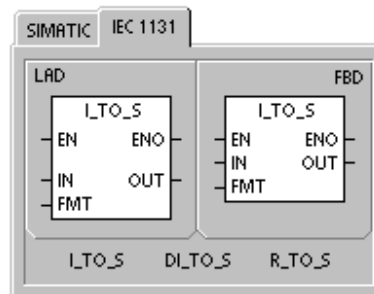 SIMATIC IEC 1131
LAD FBD
I_TO_S I_TO_S
EN ENO EN ENO
IN OUT IN OUT
FMT FMT
I_TO_S DI_TO_S R_TO_S